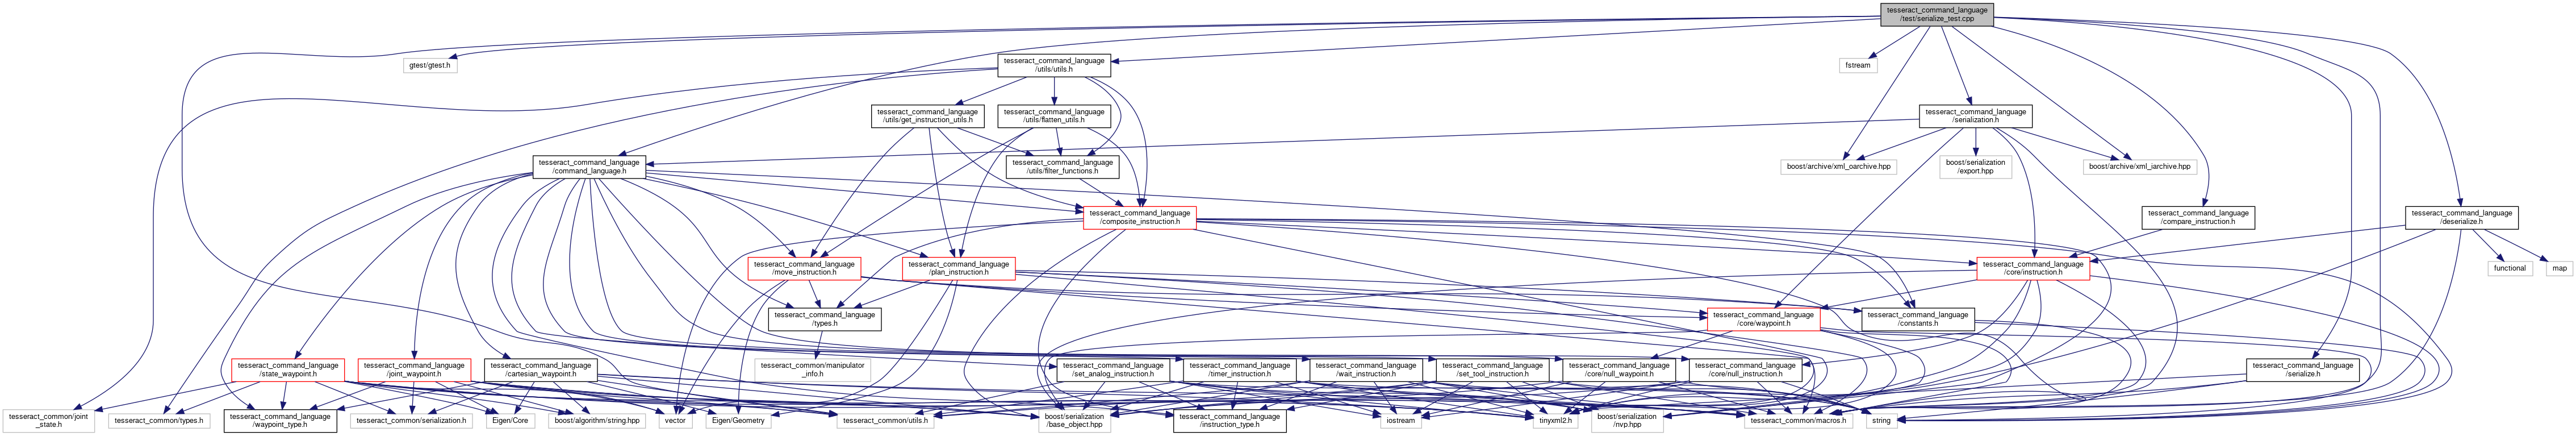 tesseract_command_language
/test/serialize_test.cpp
gtest/gtest.h
tesseract_command_language
/utils/utils.h
fstream
tesseract_command_language
/utils/get_instruction_utils.h
tesseract_command_language
/utils/flatten_utils.h
tesseract_command_language
/serialization.h
tesseract_command_language
/command_language.h
tesseract_command_language
/utils/filter_functions.h
boost/archive/xml_oarchive.hpp
boost/serialization
/export.hpp
boost/archive/xml_iarchive.hpp
tesseract_command_language
/composite_instruction.h
tesseract_command_language
/compare_instruction.h
tesseract_command_language
/deserialize.h
tesseract_command_language
/move_instruction.h
tesseract_command_language
/plan_instruction.h
tesseract_command_language
/core/instruction.h
functional
map
tesseract_command_language
/types.h
tesseract_command_language
/core/waypoint.h
tesseract_command_language
/constants.h
tesseract_command_language
/state_waypoint.h
tesseract_command_language
/joint_waypoint.h
tesseract_command_language
/cartesian_waypoint.h
tesseract_common/manipulator
_info.h
tesseract_command_language
/set_analog_instruction.h
tesseract_command_language
/timer_instruction.h
tesseract_command_language
/wait_instruction.h
tesseract_command_language
/set_tool_instruction.h
tesseract_command_language
/core/null_waypoint.h
tesseract_command_language
/core/null_instruction.h
tesseract_command_language
/serialize.h
tesseract_common/joint
_state.h
tesseract_common/types.h
tesseract_command_language
/waypoint_type.h
tesseract_common/serialization.h
Eigen/Core
boost/algorithm/string.hpp
vector
Eigen/Geometry
tesseract_common/utils.h
boost/serialization
/base_object.hpp
tesseract_command_language
/instruction_type.h
iostream
tinyxml2.h
boost/serialization
/nvp.hpp
tesseract_common/macros.h
string